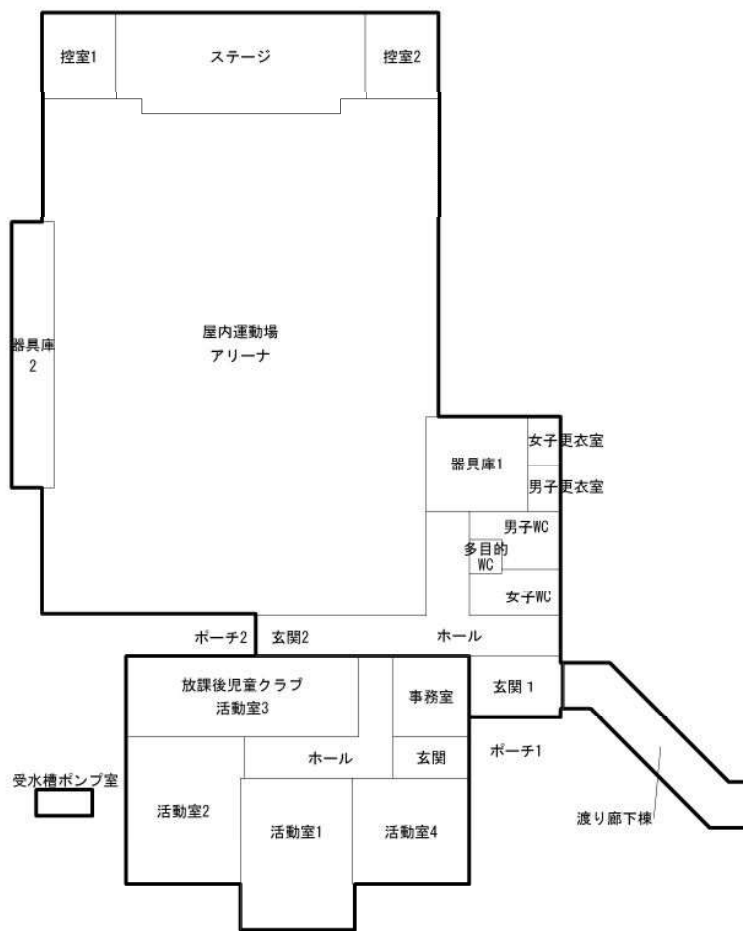 控室1
ステージ
控室2
屋内運動場
アリーナ
器具庫
2
器具庫1
女子更衣室
男子更衣室
男子WC
多目的
WC
女子WC
ポーチ2
玄関2
ホール
放課後児童クラブ
活動室3
事務室
玄関1
ホール
玄関
ポーチ1
受水槽ポンプ室
活動室2
活動室1
活動室4
渡り廊下棟